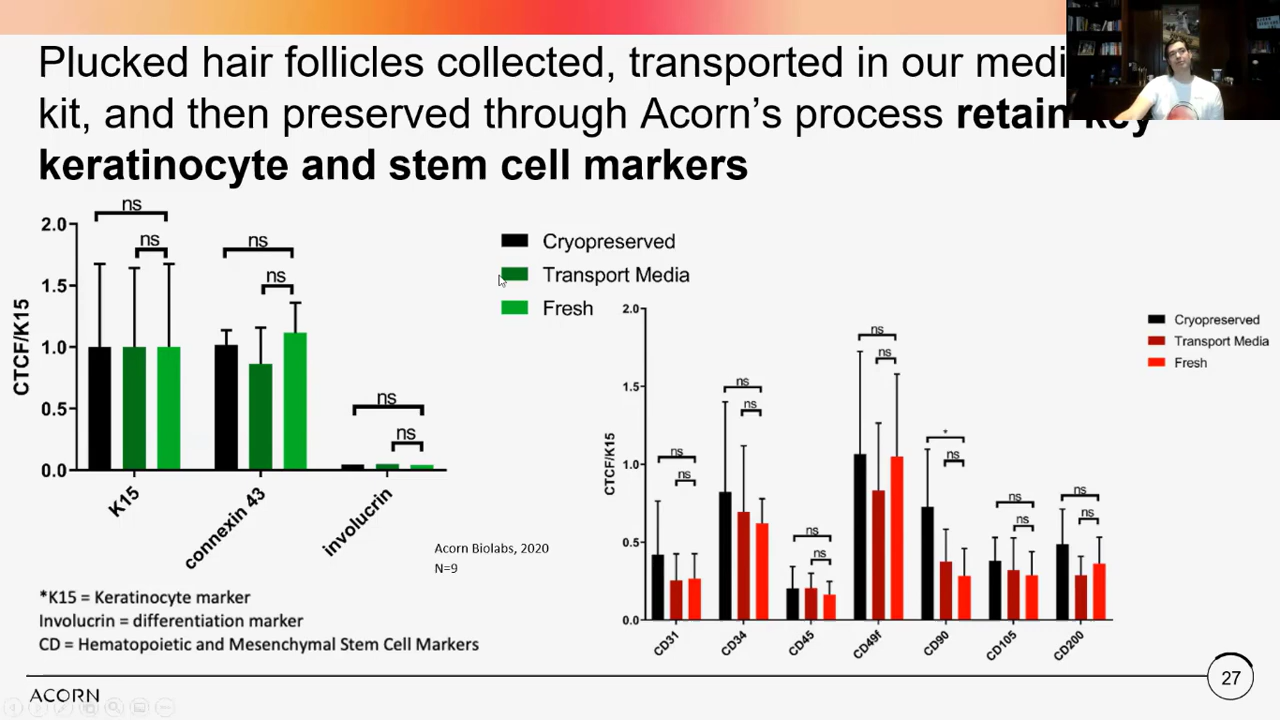 Plucked hair follicles collected, transported in our medi
kit, and then preserved through Acorn's process retain key
keratinocyte and stem cell markers
ns
ns
ns
ns
ns
ns
2.0
1.5
1.0
0.5
0.0
CTCF/K15
K15
connexin 43
involucrin
Cryopreserved
Transport Media
Fresh
Acorn Biolabs, 2020
N=9
2.0
1.5
1.0
0.5
0.0
CTCF/K15
ns
ns
ns
ns
ns
ns
ns
ns
*
ns
ns
ns
ns
ns
CD31
CD34
CD45
CD49f
CD90
CD105
CD200
Cryopreserved
Transport Media
Fresh
*K15 = Keratinocyte marker
Involucrin = differentiation marker
CD = Hematopoietic and Mesenchymal Stem Cell Markers
ACORN
27